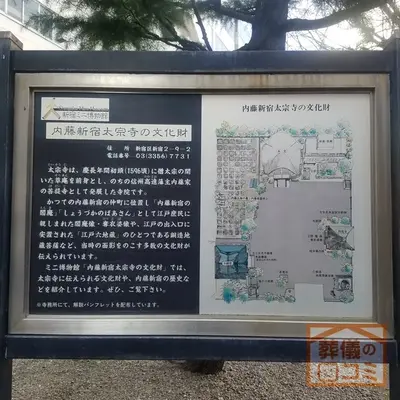 新宿ミニ博物館
内藤新宿太宗寺の文化財
住 所 新宿区新宿2-9-2
電話番号 03(3356)7731
太宗寺は、慶長年間初頭(1596頃)に僧太宗の開
いた草庵を前身とし、のちの信州高遠藩主内藤家
の菩提寺として発展した寺院です。
かつての内藤新宿の仲町に位置し「内藤新宿の
閻魔」「しょうづかのばあさん」として江戸庶民に
親しまれた閻魔像・奪衣婆像や、江戸の出入口に
安置された「江戸六地蔵」のひとつである銅造地
蔵菩薩など、当時の面影をのこす多数の文化財が
伝えられています。
ミニ博物館「内藤新宿太宗寺の文化財」では、
太宗寺に伝えられる文化財や、内藤新宿の歴史な
どを紹介しています。ぜひ、ご覧下さい。
※寺務所にて、解説パンフレットを配布しています。
内藤新宿太宗寺の文化財
葬儀の
口コミ